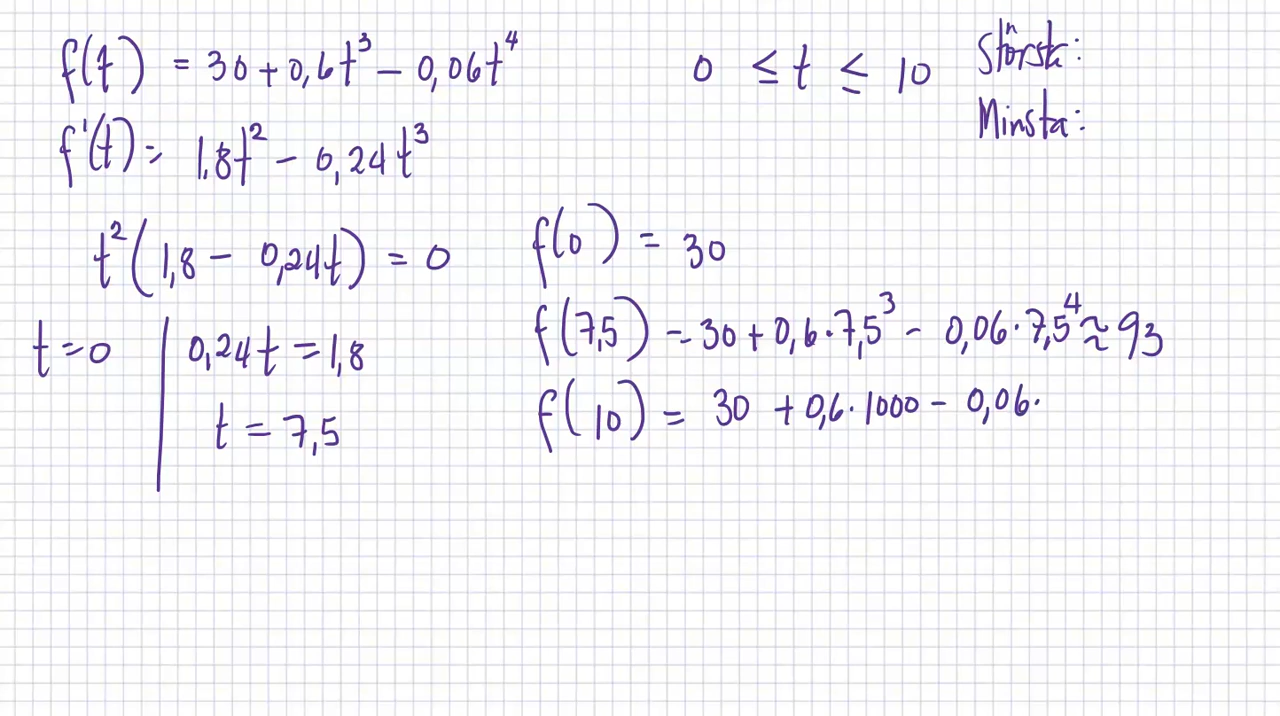 f(t) = 30 + 0,6t³ − 0,06t⁴
0 ≤ t ≤ 10
Största:
Minsta:
f'(t) = 1,8t² − 0,24t³
t²(1,8 − 0,24t) = 0
t = 0
0,24t = 1,8
t = 7,5
f(0) = 30
f(7,5) = 30 + 0,6·7,5³ − 0,06·7,5⁴ ≈ 93
f(10) = 30 + 0,6·1000 − 0,06·